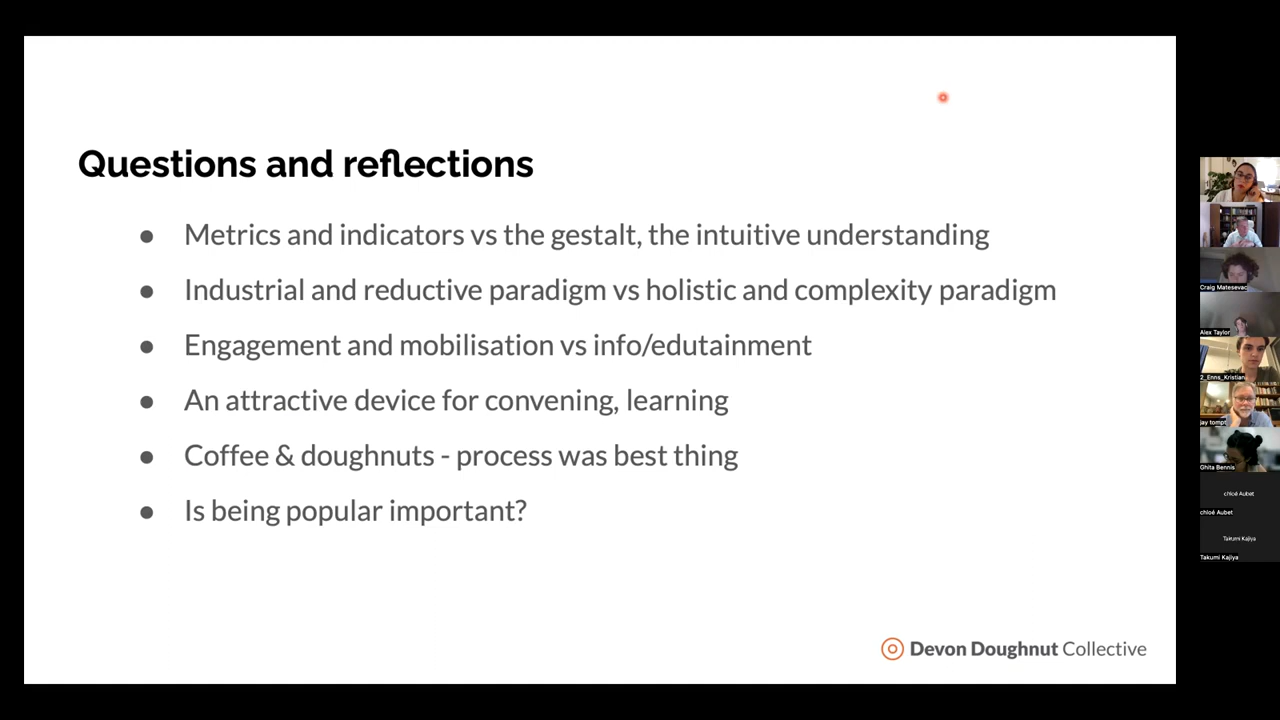 Questions and reflections
● Metrics and indicators vs the gestalt, the intuitive understanding
● Industrial and reductive paradigm vs holistic and complexity paradigm
● Engagement and mobilisation vs info/edutainment
● An attractive device for convening, learning
● Coffee & doughnuts - process was best thing
● Is being popular important?
Devon Doughnut Collective
Craig Matesevac
Alex Taylor
2_Enns_Kristian
jay tompt
Ghita Bennis
chloé Aubet
chloé Aubet
Takumi Kajiya
Takumi Kajiya